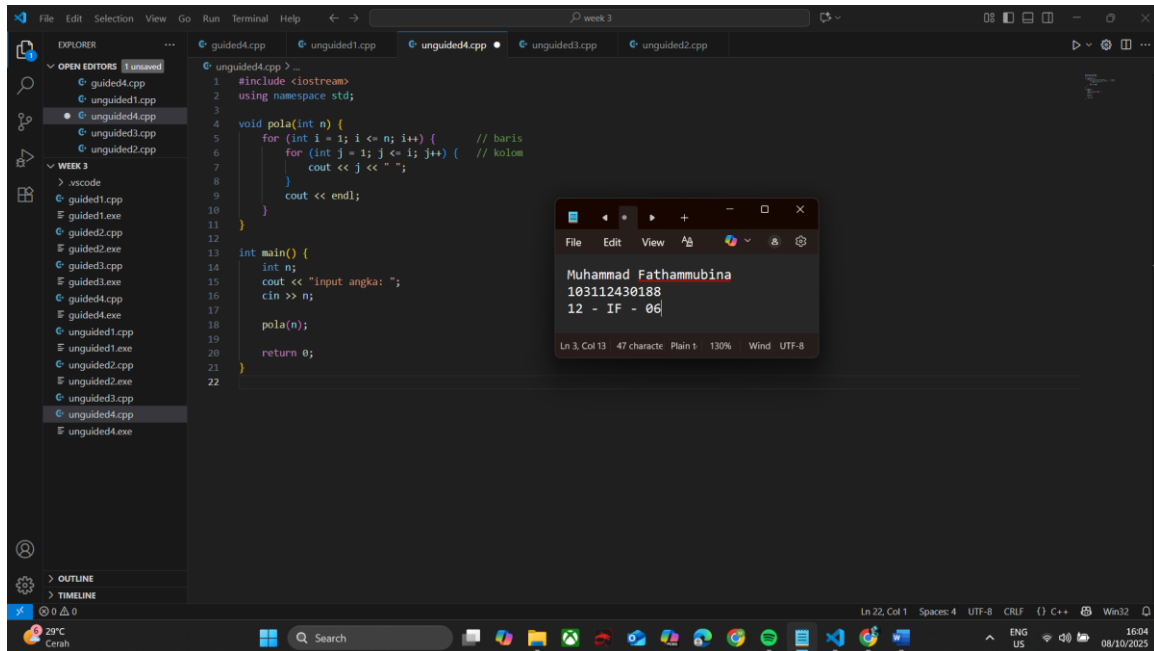 File Edit Selection View Go Run Terminal Help
week 3
EXPLORER
OPEN EDITORS 1 unsaved
guided4.cpp
unguided1.cpp
unguided4.cpp
unguided3.cpp
unguided2.cpp
WEEK 3
.vscode
guided1.cpp
guided1.exe
guided2.cpp
guided2.exe
guided3.cpp
guided3.exe
guided4.cpp
guided4.exe
unguided1.cpp
unguided1.exe
unguided2.cpp
unguided2.exe
unguided3.cpp
unguided4.cpp
unguided4.exe
OUTLINE
TIMELINE
guided4.cpp unguided1.cpp unguided4.cpp unguided3.cpp unguided2.cpp
unguided4.cpp > ...
1 #include <iostream>
2 using namespace std;
3
4 void pola(int n) {
5 for (int i = 1; i <= n; i++) { // baris
6 for (int j = 1; j <= i; j++) { // kolom
7 cout << j << " ";
8 }
9 cout << endl;
10 }
11 }
12
13 int main() {
14 int n;
15 cout << "input angka: ";
16 cin >> n;
17
18 pola(n);
19
20 return 0;
21 }
22
File Edit View
Muhammad Fathammubina
103112430188
12 - IF - 06
Ln 3, Col 13 47 characte Plain t 130% Wind UTF-8
0 0 Ln 22, Col 1 Spaces: 4 UTF-8 CRLF {} C++ Win32
6
29°C
Cerah
Search
ENG
US
16:04
08/10/2025